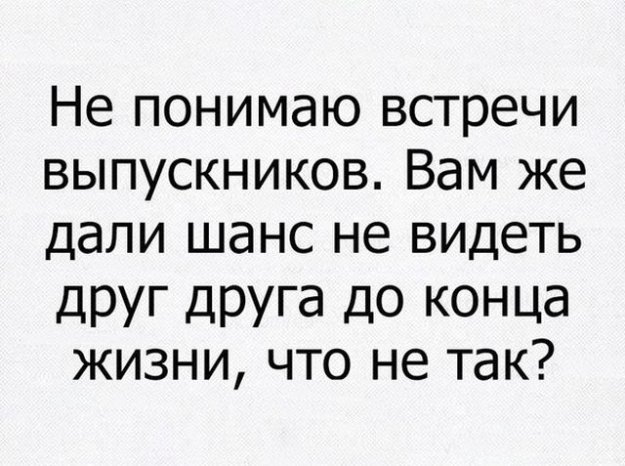 Не понимаю встречи
выпускников. Вам же
дали шанс не видеть
друг друга до конца
жизни, что не так?